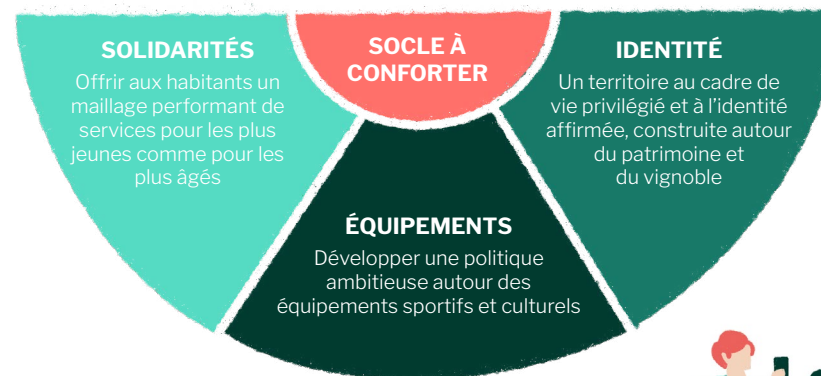 SOCLE À
CONFORTER
SOLIDARITÉS
Offrir aux habitants un
maillage performant de
services pour les plus
jeunes comme pour les
plus âgés
IDENTITÉ
Un territoire au cadre de
vie privilégié et à l’identité
affirmée, construite autour
du patrimoine et
du vignoble
ÉQUIPEMENTS
Développer une politique
ambitieuse autour des
équipements sportifs et culturels